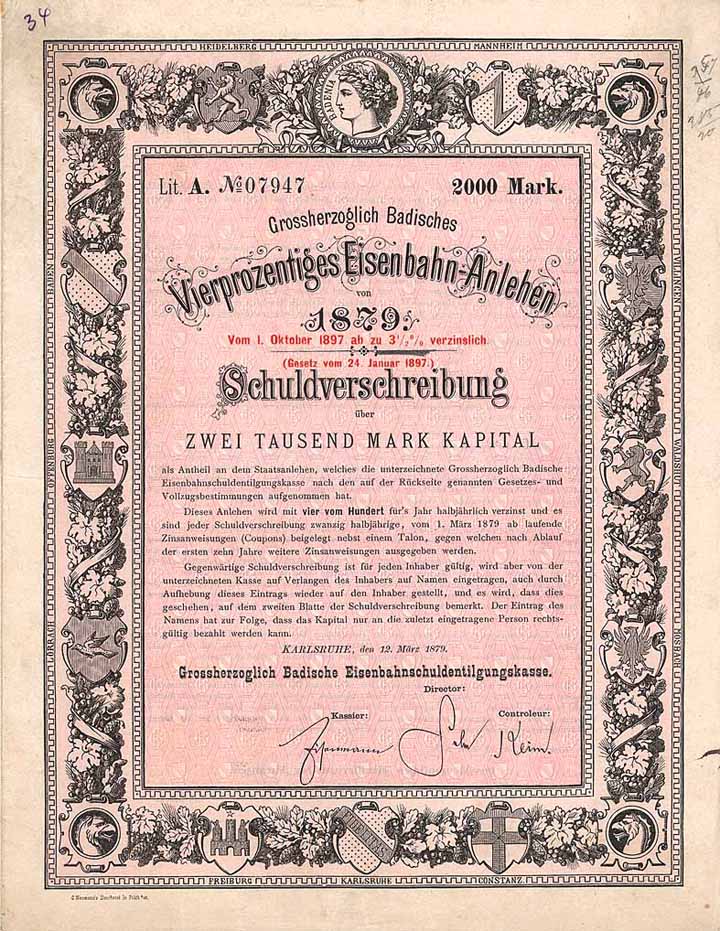 34
HEIDELBERG
MANNHEIM
BADENIA
Lit. A. № 07947
2000 Mark.
Grossherzoglich Badisches
Vierprozentiges Eisenbahn-Anlehen
von
1879.
Vom 1. Oktober 1897 ab zu 3 1/2 % verzinslich
(Gesetz vom 24. Januar 1897.)
Schuldverschreibung
über
ZWEI TAUSEND MARK KAPITAL
als Antheil an dem Staatsanlehen, welches die unterzeichnete Grossherzoglich Badische
Eisenbahnschuldentilgungskasse nach den auf der Rückseite genannten Gesetzes- und
Vollzugsbestimmungen aufgenommen hat.
Dieses Anlehen wird mit vier vom Hundert für's Jahr halbjährlich verzinst und es
sind jeder Schuldverschreibung zwanzig halbjährige, vom 1. März 1879 ab laufende
Zinsanweisungen (Coupons) beigelegt nebst einem Talon, gegen welchen nach Ablauf
der ersten zehn Jahre weitere Zinsanweisungen ausgegeben werden.
Gegenwärtige Schuldverschreibung ist für jeden Inhaber gültig, wird aber von der
unterzeichneten Kasse auf Verlangen des Inhabers auf Namen eingetragen, auch durch
Aufhebung dieses Eintrags wieder auf den Inhaber gestellt, und es wird, dass dies
geschehen, auf dem zweiten Blatte der Schuldverschreibung bemerkt. Der Eintrag des
Namens hat zur Folge, dass das Kapital nur an die zuletzt eingetragene Person rechts-
gültig bezahlt werden kann.
KARLSRUHE, den 12. März 1879.
Grossherzoglich Badische Eisenbahnschuldentilgungskasse.
Director:
Kassier:
Controleur:
Eisenmann
Keim.
BADEN
OFFENBURG
LÖRRACH
VILLINGEN
WALDSHUT
MOSBACH
FREIBURG
KARLSRUHE
CONSTANZ